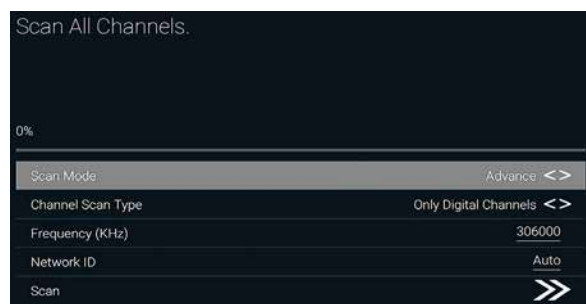 Scan All Channels.
0%
Scan Mode Advance <>
Channel Scan Type Only Digital Channels <>
Frequency (KHz) 306000
Network ID Auto
Scan